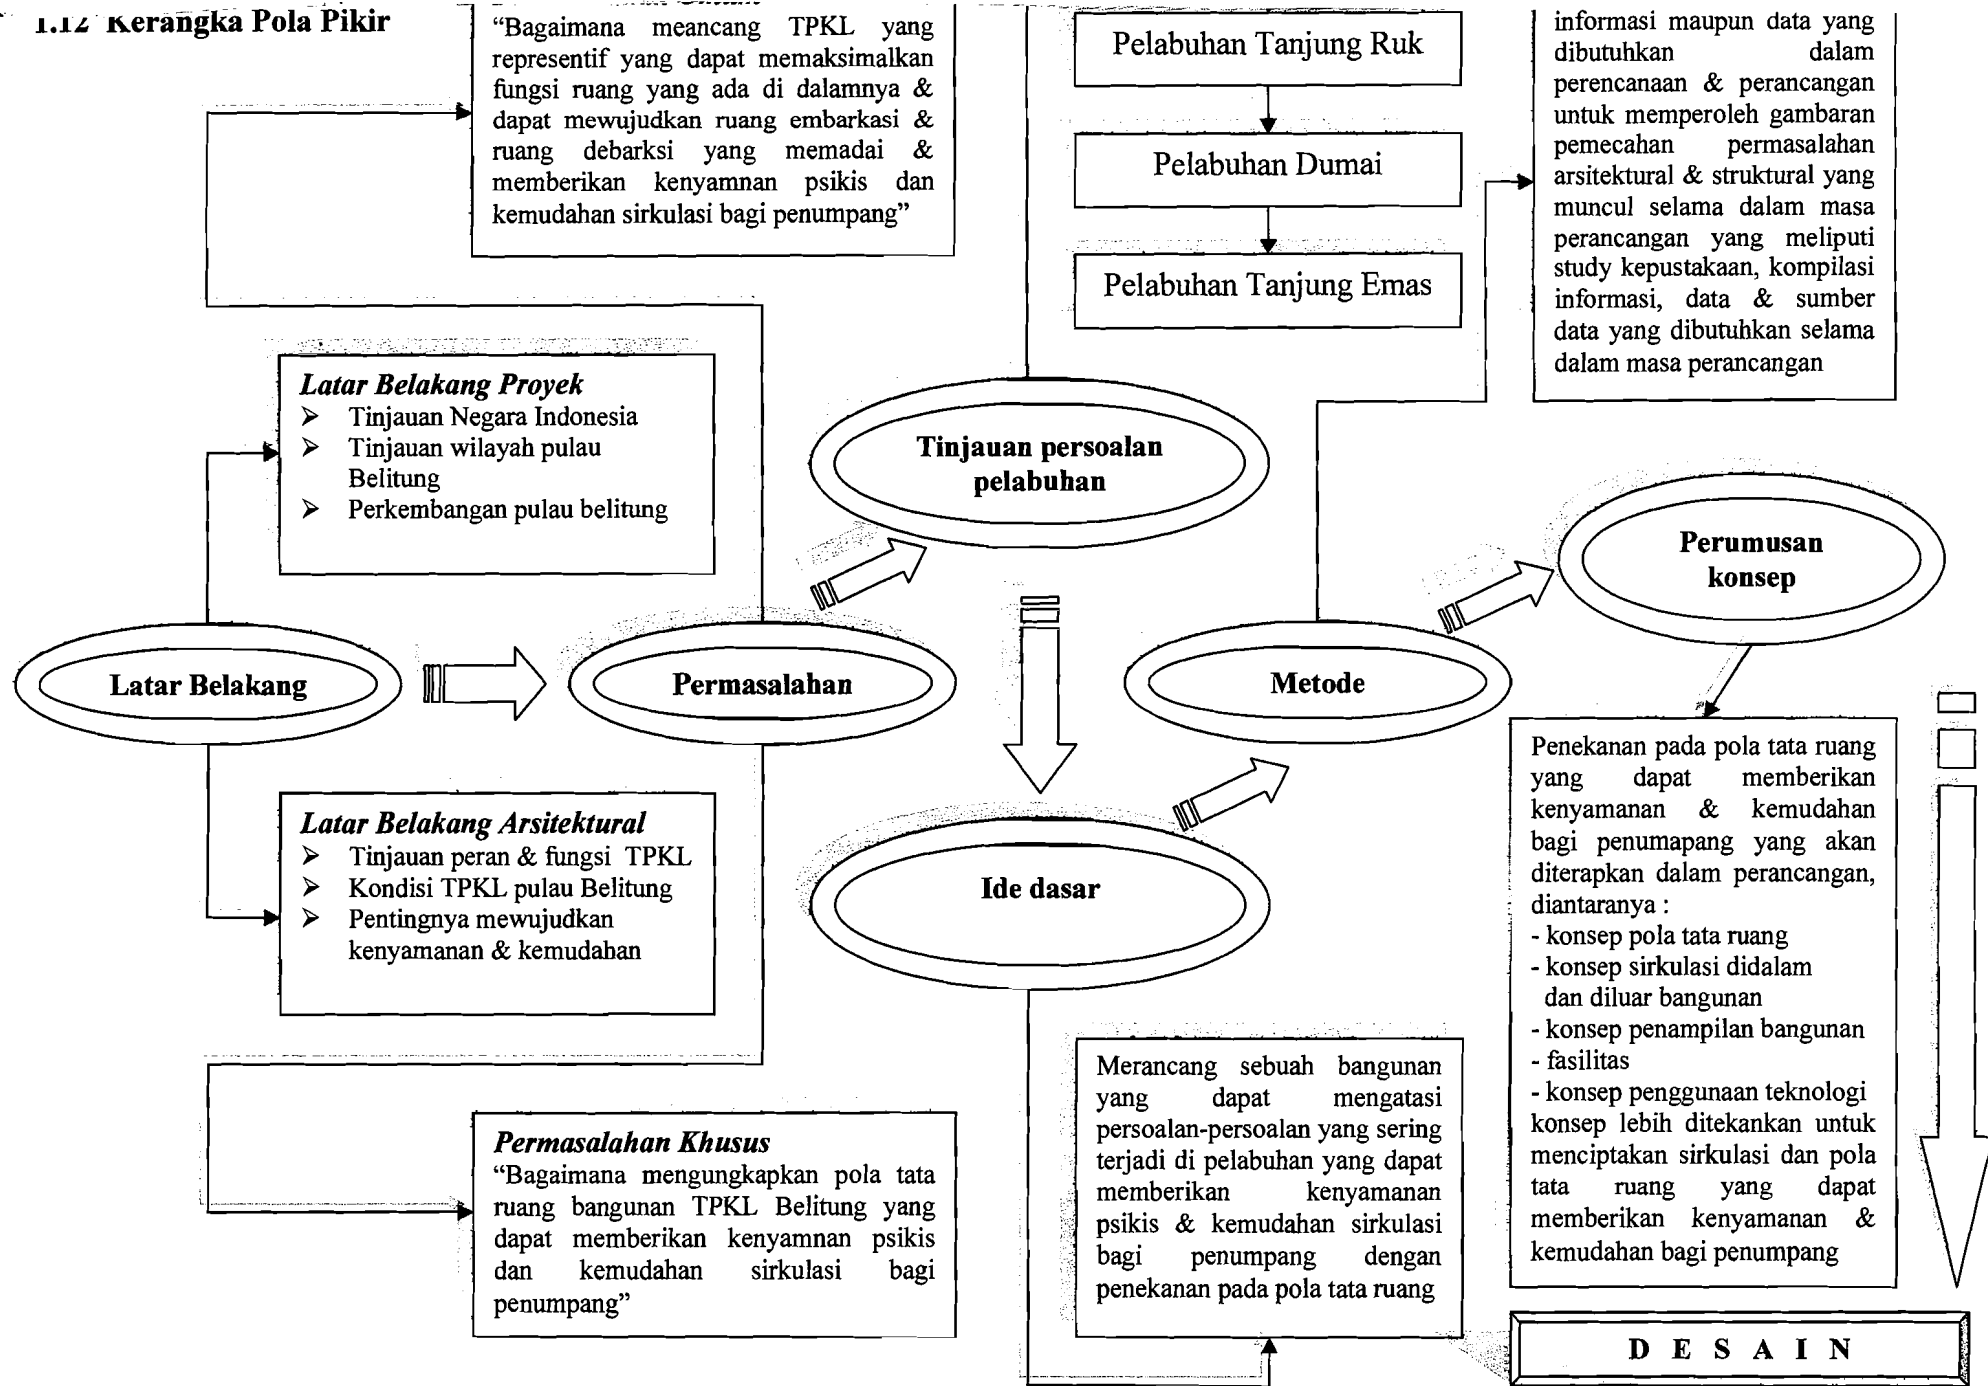 1.12 Kerangka Pola Pikir
“Bagaimana meancang TPKL yang
representif yang dapat memaksimalkan
fungsi ruang yang ada di dalamnya &
dapat mewujudkan ruang embarkasi &
ruang debarksi yang memadai &
memberikan kenyamnan psikis dan
kemudahan sirkulasi bagi penumpang”
Pelabuhan Tanjung Ruk
Pelabuhan Dumai
Pelabuhan Tanjung Emas
informasi maupun data yang
dibutuhkan dalam
perencanaan & perancangan
untuk memperoleh gambaran
pemecahan permasalahan
arsitektural & struktural yang
muncul selama dalam masa
perancangan yang meliputi
study kepustakaan, kompilasi
informasi, data & sumber
data yang dibutuhkan selama
dalam masa perancangan
Latar Belakang Proyek
➢ Tinjauan Negara Indonesia
➢ Tinjauan wilayah pulau
Belitung
➢ Perkembangan pulau belitung
Tinjauan persoalan
pelabuhan
Perumusan
konsep
Latar Belakang
Permasalahan
Metode
Latar Belakang Arsitektural
➢ Tinjauan peran & fungsi TPKL
➢ Kondisi TPKL pulau Belitung
➢ Pentingnya mewujudkan
kenyamanan & kemudahan
Ide dasar
Penekanan pada pola tata ruang
yang dapat memberikan
kenyamanan & kemudahan
bagi penumapang yang akan
diterapkan dalam perancangan,
diantaranya :
- konsep pola tata ruang
- konsep sirkulasi didalam
dan diluar bangunan
- konsep penampilan bangunan
- fasilitas
- konsep penggunaan teknologi
konsep lebih ditekankan untuk
menciptakan sirkulasi dan pola
tata ruang yang dapat
memberikan kenyamanan &
kemudahan bagi penumpang
Permasalahan Khusus
“Bagaimana mengungkapkan pola tata
ruang bangunan TPKL Belitung yang
dapat memberikan kenyamnan psikis
dan kemudahan sirkulasi bagi
penumpang”
Merancang sebuah bangunan
yang dapat mengatasi
persoalan-persoalan yang sering
terjadi di pelabuhan yang dapat
memberikan kenyamanan
psikis & kemudahan sirkulasi
bagi penumpang dengan
penekanan pada pola tata ruang
D E S A I N